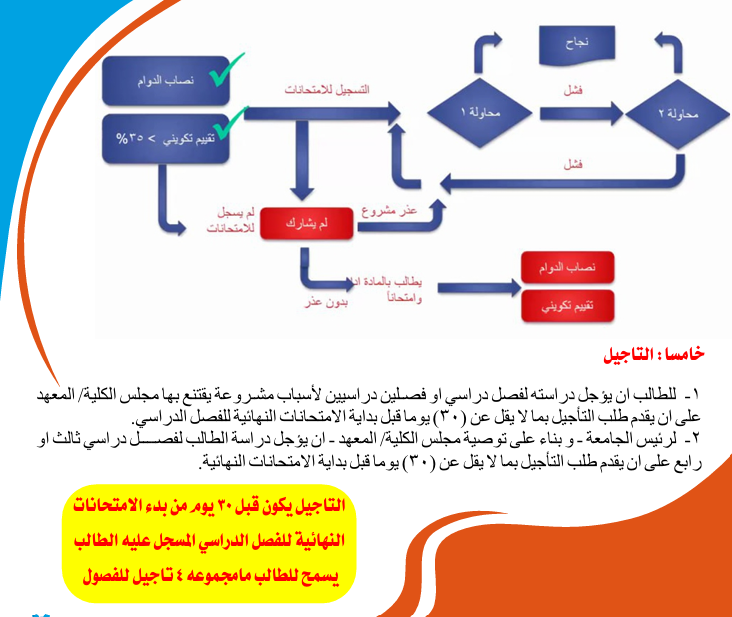 نجاح
نصاب الدوام
التسجيل للامتحانات
فشل
محاولة ١
محاولة ٢
تقييم تكويني > ٣٥%
فشل
لم يسجل
للامتحانات
لم يشارك
عذر مشروع
نصاب الدوام
يطالب بالمادة ادا
وامتحاناً
بدون عذر
تقييم تكويني
خامسا : التاجيل
١- للطالب ان يؤجل دراسته لفصل دراسي او فصلين دراسيين لأسباب مشروعة يقتنع بها مجلس الكلية/ المعهد
على ان يقدم طلب التأجيل بما لا يقل عن (٣٠) يوما قبل بداية الامتحانات النهائية للفصل الدراسي.
٢- لرئيس الجامعة - و بناء على توصية مجلس الكلية/ المعهد - ان يؤجل دراسة الطالب لفصل دراسي ثالث او
رابع على ان يقدم طلب التأجيل بما لا يقل عن (٣٠) يوما قبل بداية الامتحانات النهائية.
التاجيل يكون قبل ٣٠ يوم من بدء الامتحانات
النهائية للفصل الدراسي المسجل عليه الطالب
يسمح للطالب مامجموعه ٤ تاجيل للفصول